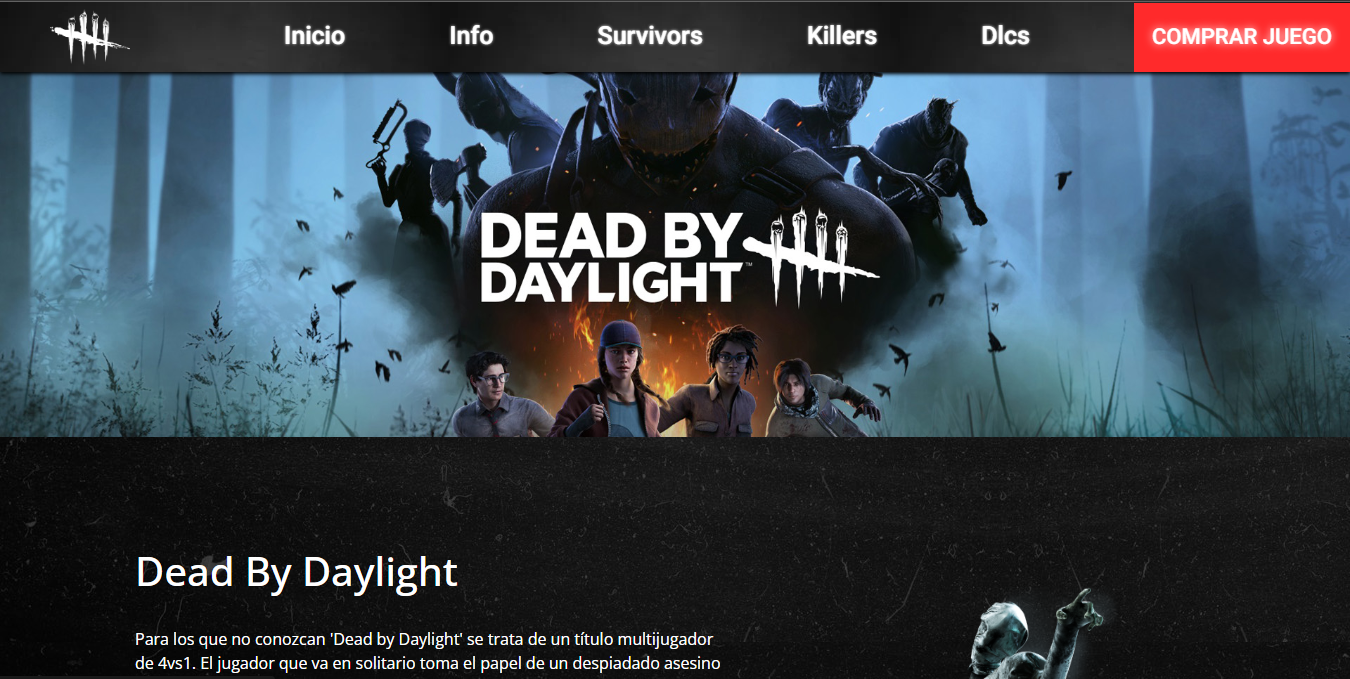 Inicio Info Survivors Killers Dlcs COMPRAR JUEGO
DEAD BY
DAYLIGHT™
Dead By Daylight
Para los que no conozcan 'Dead by Daylight' se trata de un título multijugador
de 4vs1. El jugador que va en solitario toma el papel de un despiadado asesino